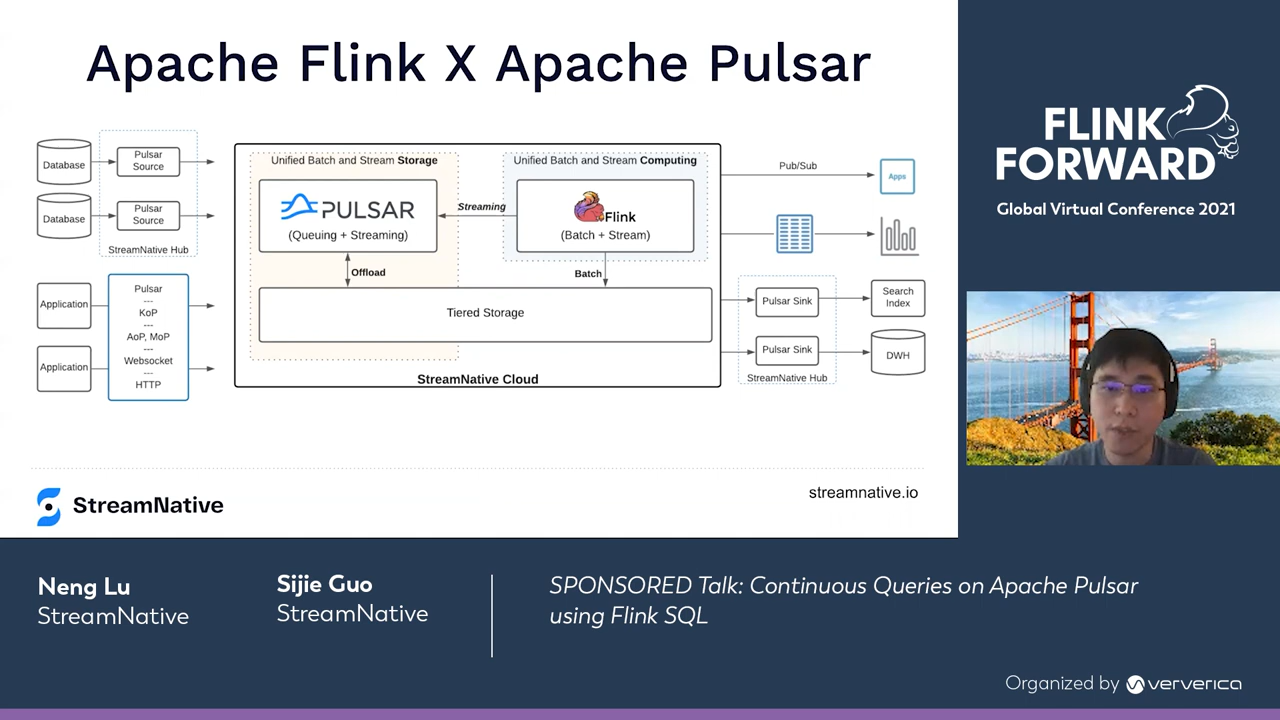 Apache Flink X Apache Pulsar
Database
Pulsar
Source
Database
Pulsar
Source
StreamNative Hub
Application
Application
Pulsar
---
KoP
---
AoP, MoP
---
Websocket
---
HTTP
Unified Batch and Stream Storage
PULSAR
(Queuing + Streaming)
Streaming
Unified Batch and Stream Computing
Flink
(Batch + Stream)
Offload
Batch
Tiered Storage
StreamNative Cloud
Pub/Sub
Apps
Pulsar Sink
Search
Index
Pulsar Sink
DWH
StreamNative Hub
StreamNative
streamnative.io
FLINK
FORWARD
Global Virtual Conference 2021
Neng Lu
StreamNative
Sijie Guo
StreamNative
SPONSORED Talk: Continuous Queries on Apache Pulsar
using Flink SQL
Organized by ververica